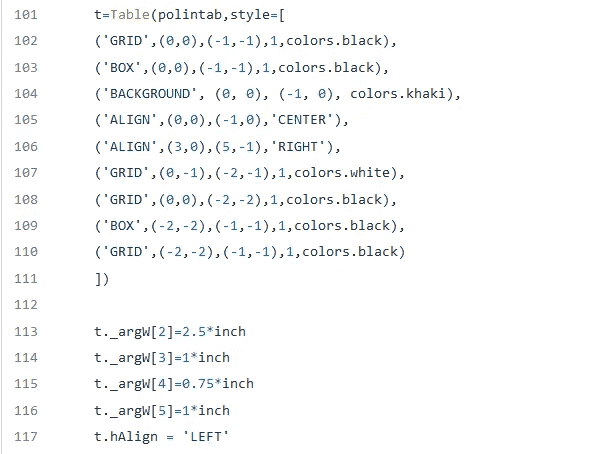 101 t=Table(polintab,style=[
102 ('GRID',(0,0),(-1,-1),1,colors.black),
103 ('BOX',(0,0),(-1,-1),1,colors.black),
104 ('BACKGROUND', (0, 0), (-1, 0), colors.khaki),
105 ('ALIGN',(0,0),(-1,0),'CENTER'),
106 ('ALIGN',(3,0),(5,-1),'RIGHT'),
107 ('GRID',(0,-1),(-2,-1),1,colors.white),
108 ('GRID',(0,0),(-2,-2),1,colors.black),
109 ('BOX',(-2,-2),(-1,-1),1,colors.black),
110 ('GRID',(-2,-2),(-1,-1),1,colors.black)
111 ])
112
113 t._argW[2]=2.5*inch
114 t._argW[3]=1*inch
115 t._argW[4]=0.75*inch
116 t._argW[5]=1*inch
117 t.hAlign = 'LEFT'